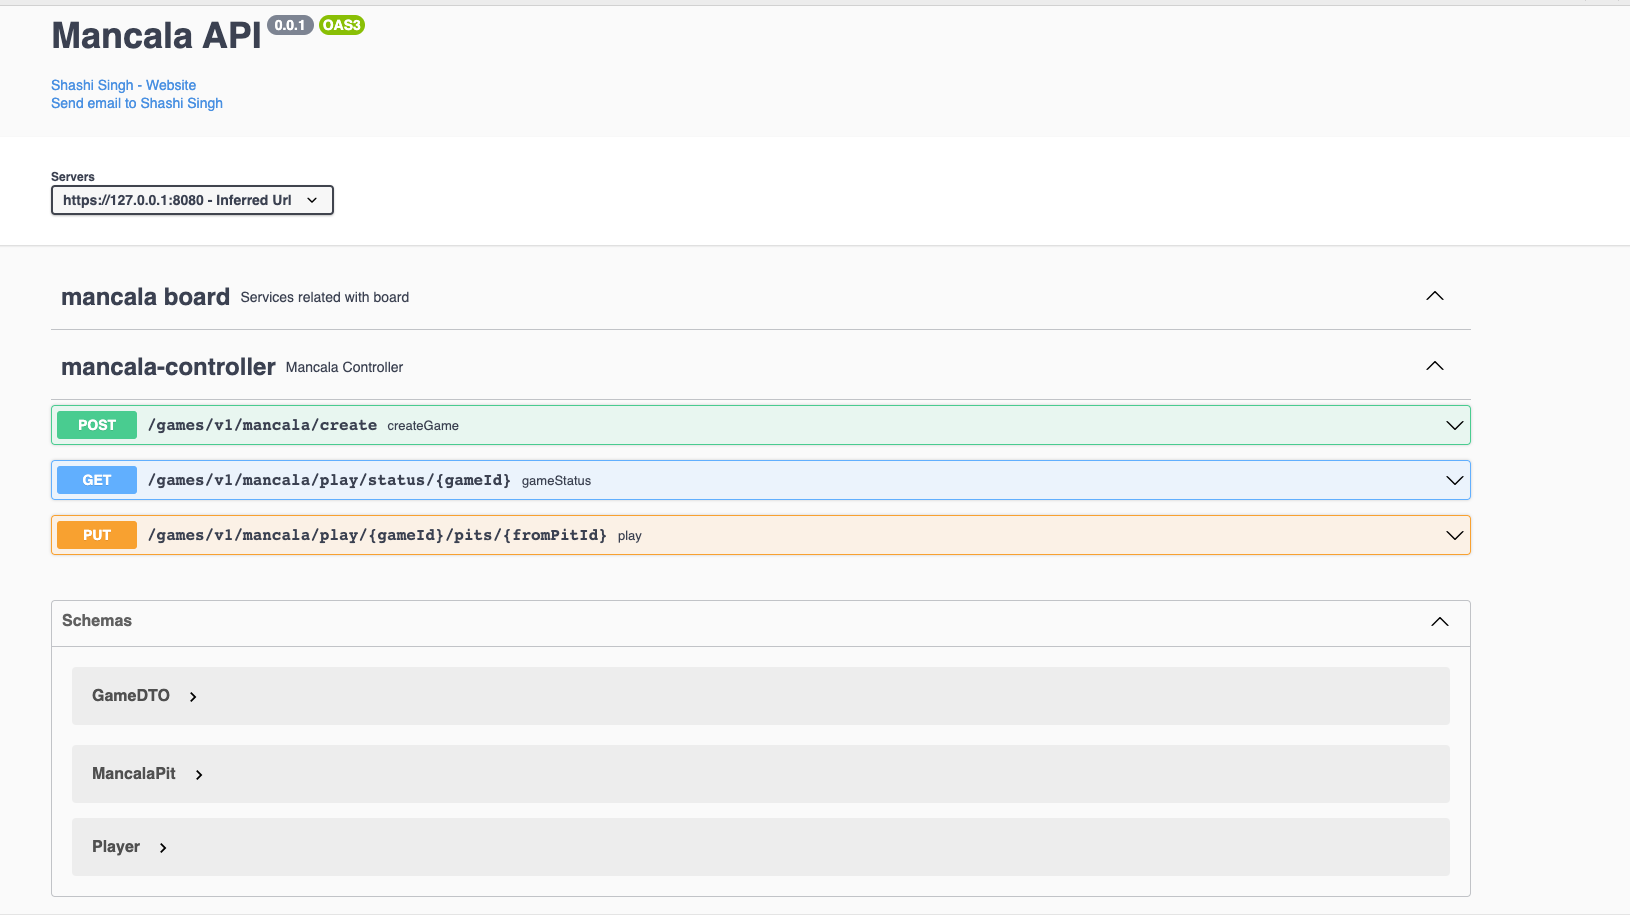 Mancala API 0.0.1 OAS3
Shashi Singh - Website
Send email to Shashi Singh
Servers
https://127.0.0.1:8080 - Inferred Url
mancala board Services related with board
mancala-controller Mancala Controller
POST /games/v1/mancala/create createGame
GET /games/v1/mancala/play/status/{gameId} gameStatus
PUT /games/v1/mancala/play/{gameId}/pits/{fromPitId} play
Schemas
GameDTO
MancalaPit
Player